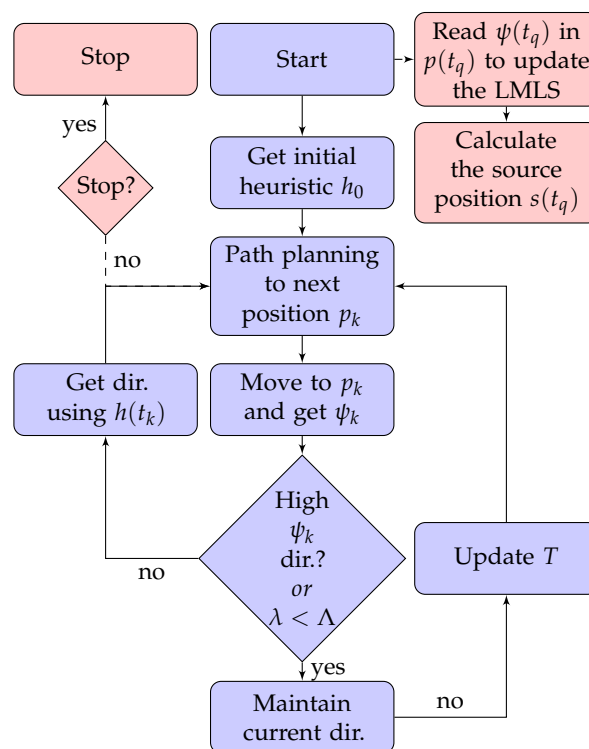 Stop
Start
Read ψ(t_q) in
p(t_q) to update
the LMLS
yes
Get initial
heuristic h_0
Calculate
the source
position s(t_q)
Stop?
no
Path planning
to next
position p_k
Get dir.
using h(t_k)
Move to p_k
and get ψ_k
High
ψ_k
dir.?
or
λ < Λ
no
Update T
yes
Maintain
current dir.
no